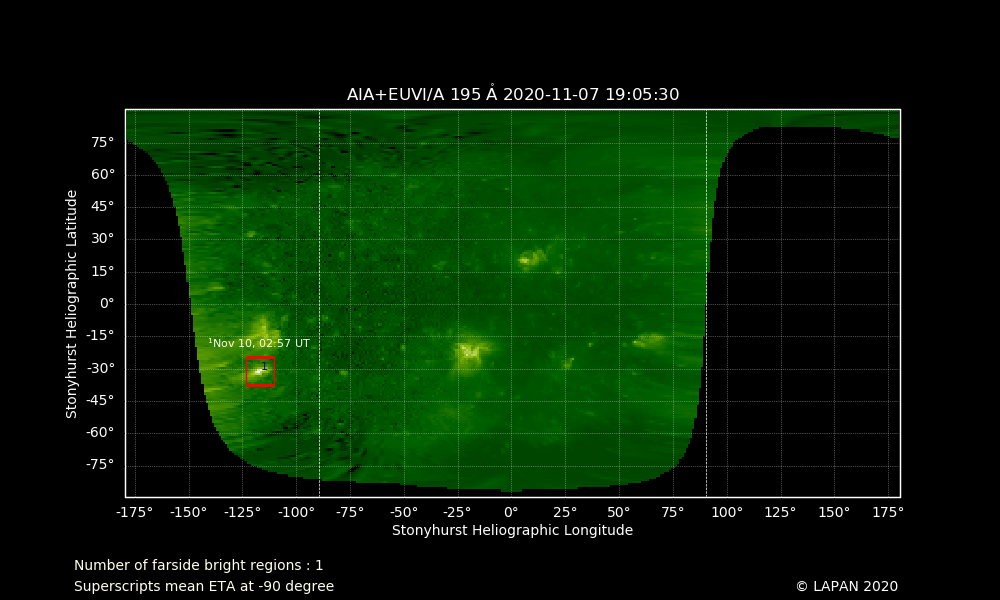 AIA+EUVI/A 195 Å 2020-11-07 19:05:30
Stonyhurst Heliographic Latitude
75°
60°
45°
30°
15°
0°
-15°
-30°
-45°
-60°
-75°
¹Nov 10, 02:57 UT
1
-175° -150° -125° -100° -75° -50° -25° 0° 25° 50° 75° 100° 125° 150° 175°
Stonyhurst Heliographic Longitude
Number of farside bright regions : 1
Superscripts mean ETA at -90 degree
© LAPAN 2020